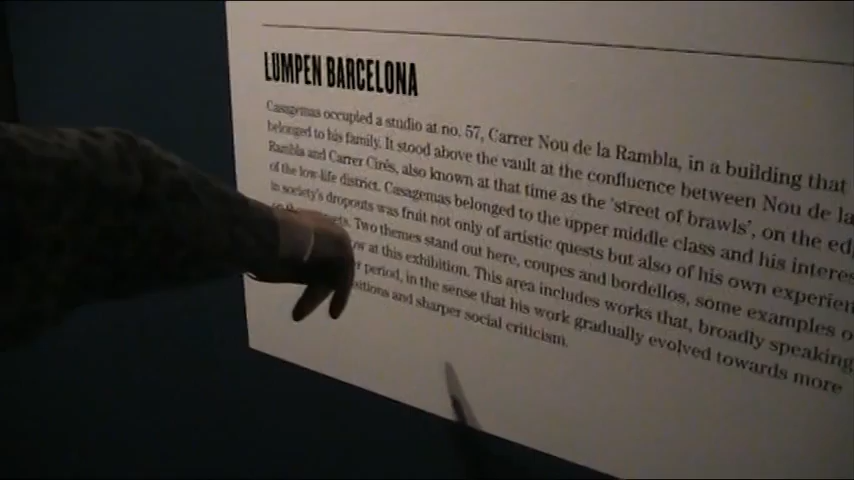 LUMPEN BARCELONA
Casagemas occupied a studio at no. 57, Carrer Nou de la Rambla, in a building that
belonged to his family. It stood above the vault at the confluence between Nou de la
Rambla and Carrer Cirés, also known at that time as the 'street of brawls', on the
of the low-life district. Casagemas belonged to the upper middle class and his
in society's dropouts was fruit not only of artistic quests but also of his own
Two themes stand out here, coupes and bordellos, some examples
at this exhibition. This area includes works that, broadly speaking
period, in the sense that his work gradually evolved towards more
and sharper social criticism.